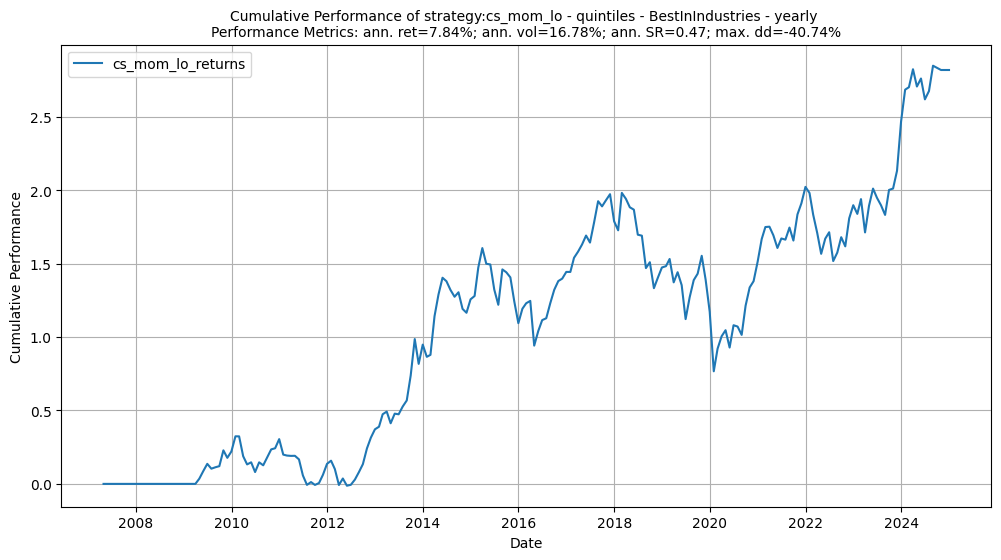 Cumulative Performance of strategy:cs_mom_lo - quintiles - BestInIndustries - yearly
Performance Metrics: ann. ret=7.84%; ann. vol=16.78%; ann. SR=0.47; max. dd=-40.74%
cs_mom_lo_returns
Cumulative Performance
2.5
2.0
1.5
1.0
0.5
0.0
2008 2010 2012 2014 2016 2018 2020 2022 2024
Date